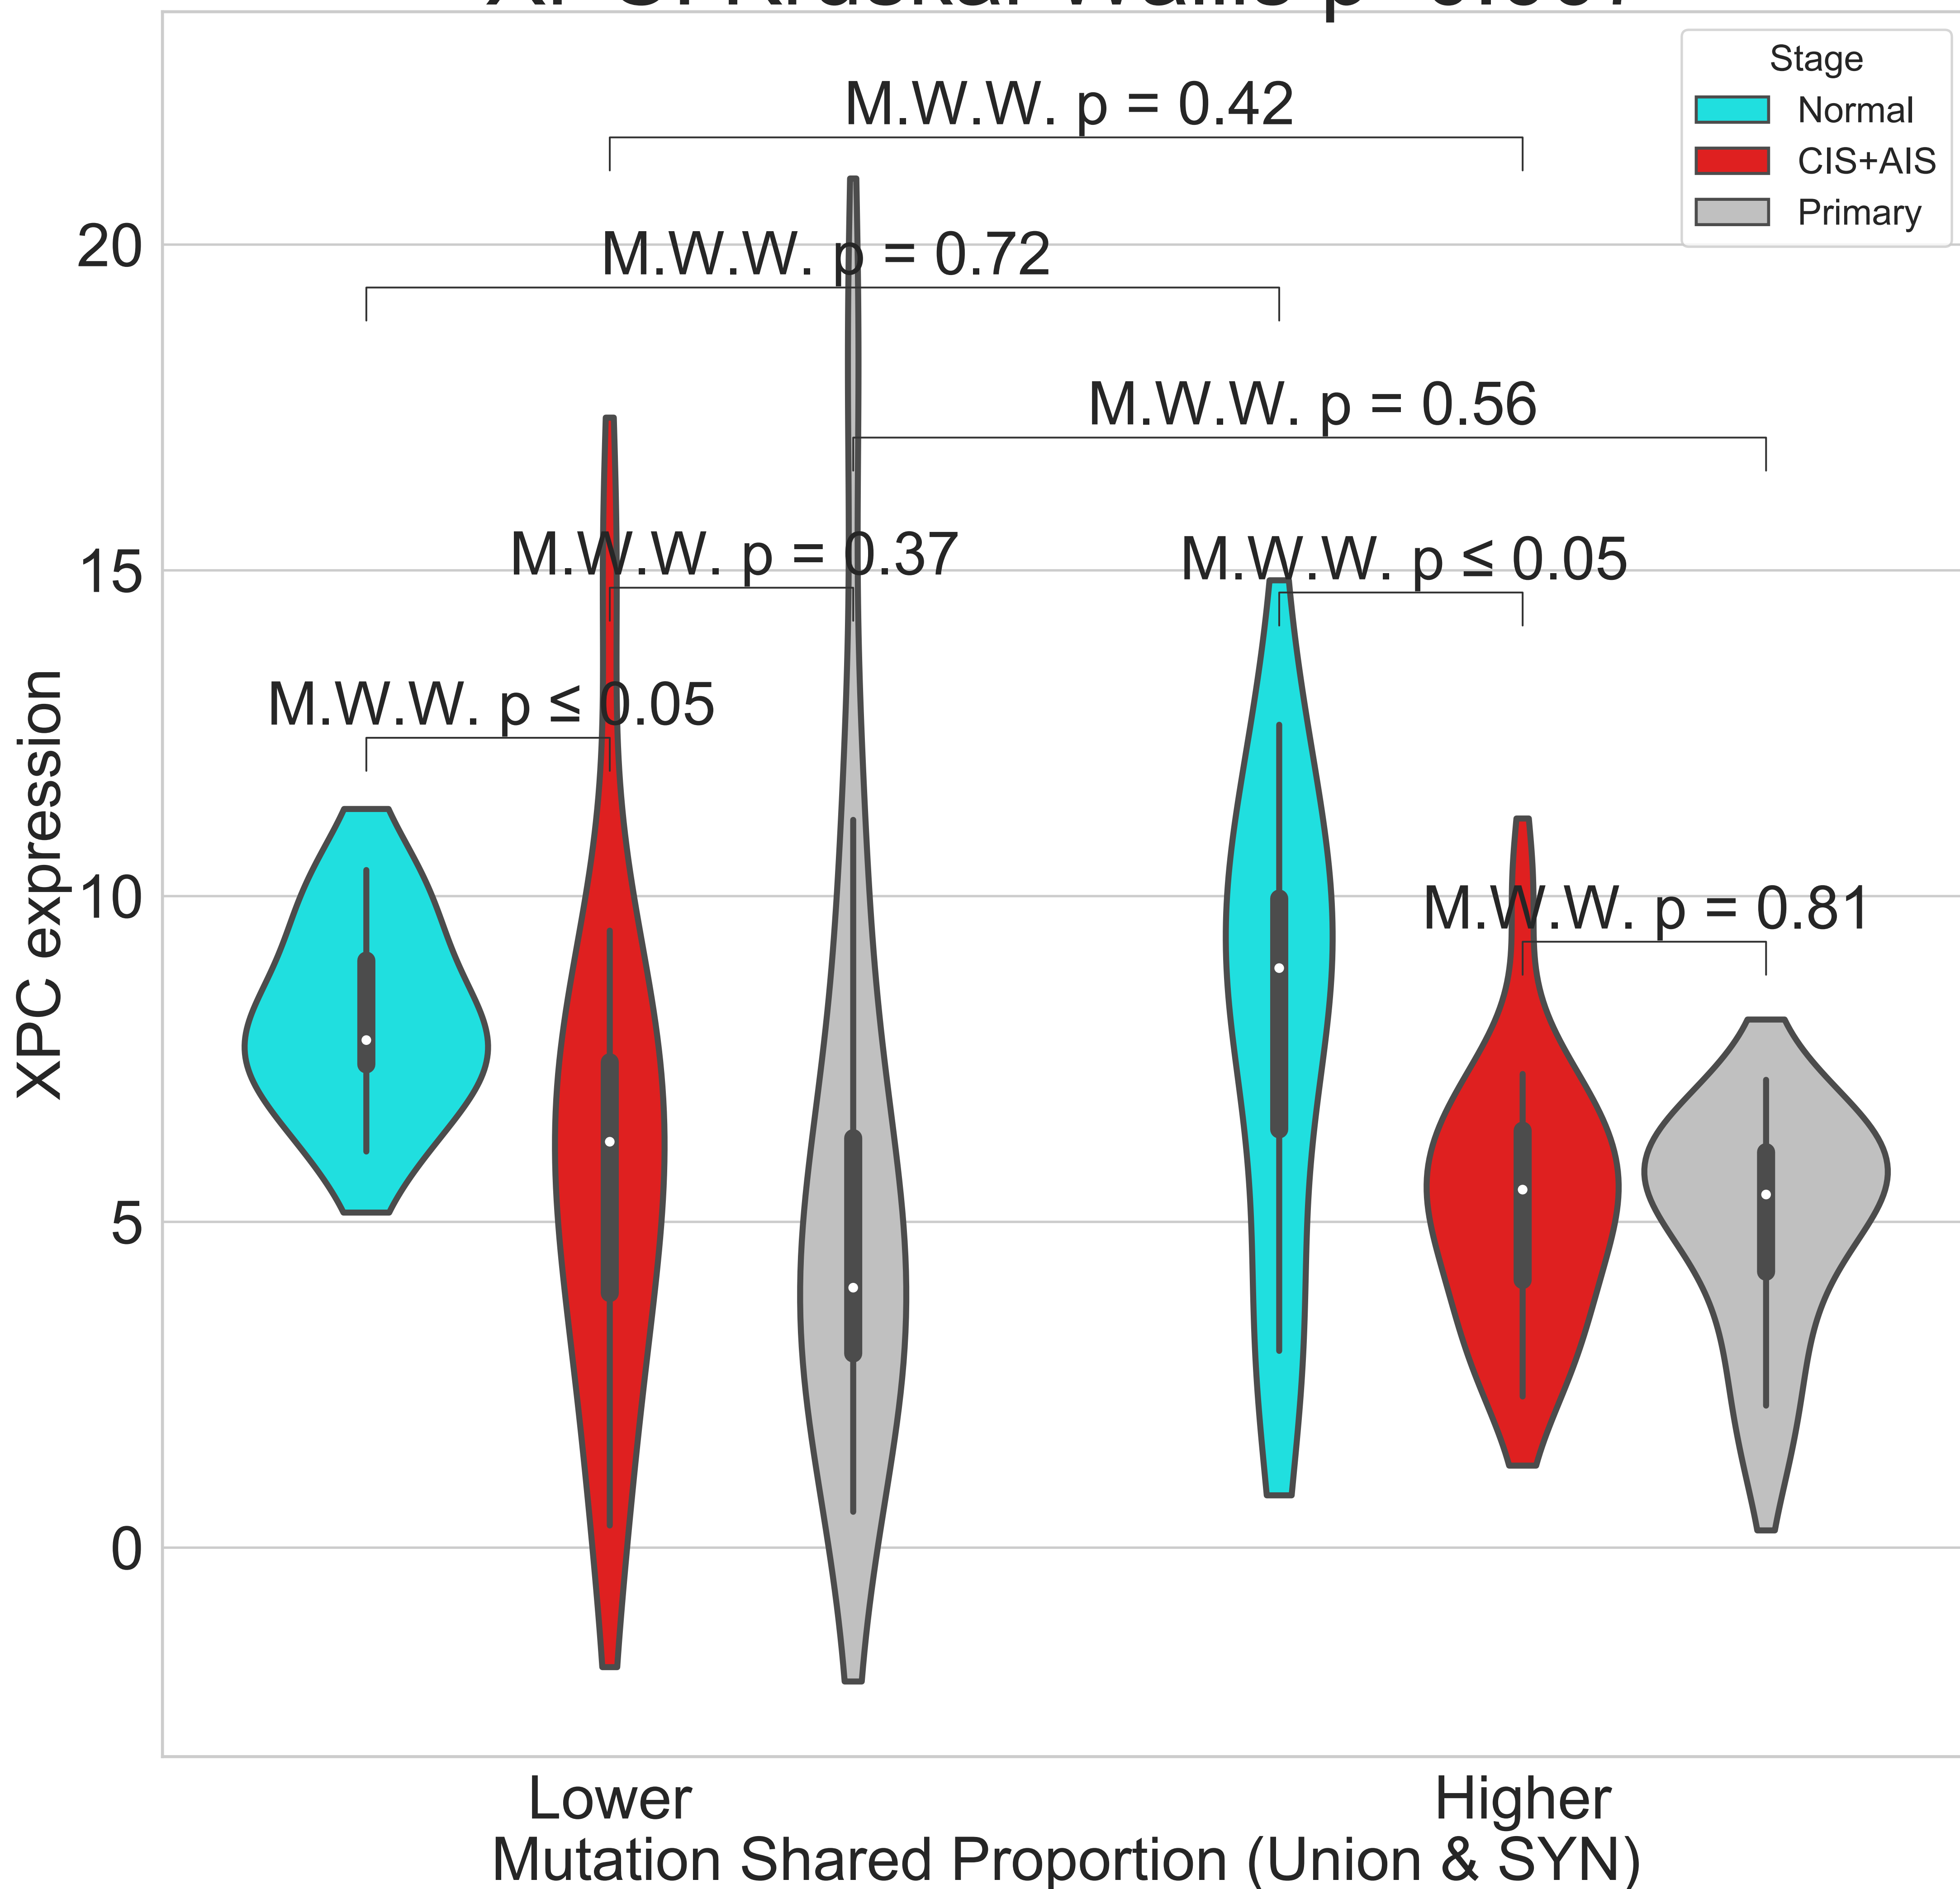 Stage
Normal
CIS+AIS
Primary
M.W.W. p = 0.42
M.W.W. p = 0.72
M.W.W. p = 0.56
M.W.W. p = 0.37
M.W.W. p ≤ 0.05
M.W.W. p ≤ 0.05
M.W.W. p = 0.81
XPC expression
20
15
10
5
0
Lower
Higher
Mutation Shared Proportion (Union & SYN)